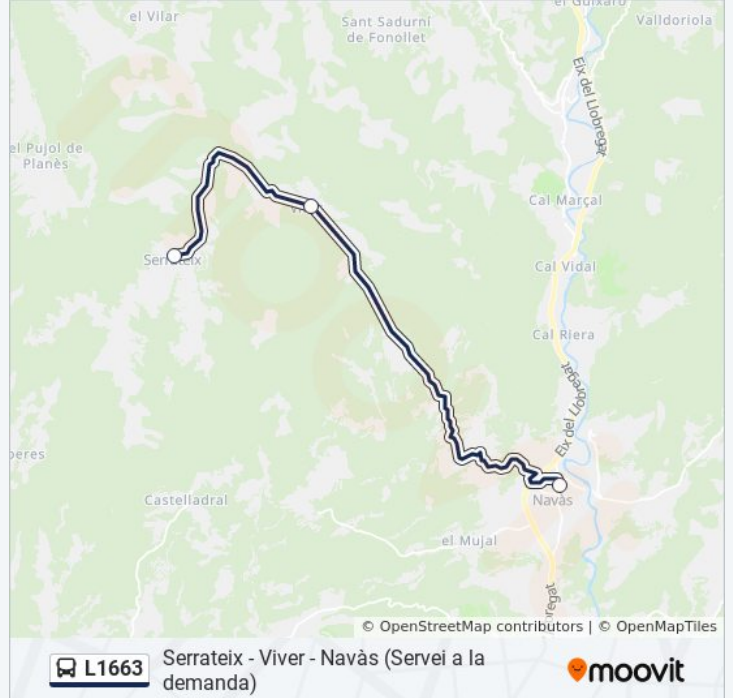 el Guixaro
el Vilar
Sant Sadurní
de Fonollet
Valldoriola
Eix del Llobregat
el Pujol de
Planès
Cal Marçal
Serrateix
Cal Vidal
Cal Riera
Eix del Llobregat
Castelladral
Navàs
el Mujal
© OpenStreetMap contributors | © OpenMapTiles
L1663
Serrateix - Viver - Navàs (Servei a la
demanda)
moovit